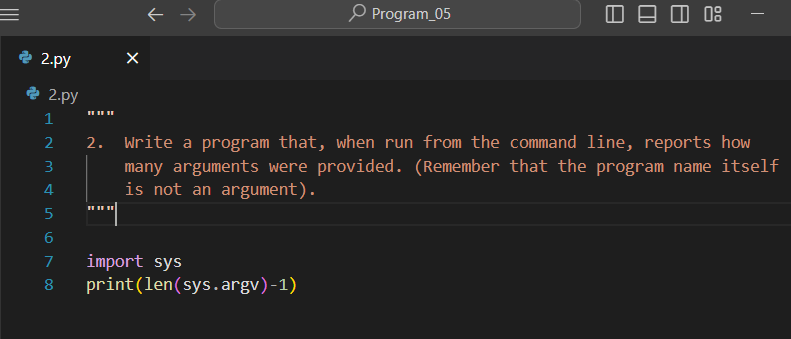 Program_05
2.py
2.py
1 """
2 2. Write a program that, when run from the command line, reports how
3 many arguments were provided. (Remember that the program name itself
4 is not an argument).
5 """
6
7 import sys
8 print(len(sys.argv)-1)